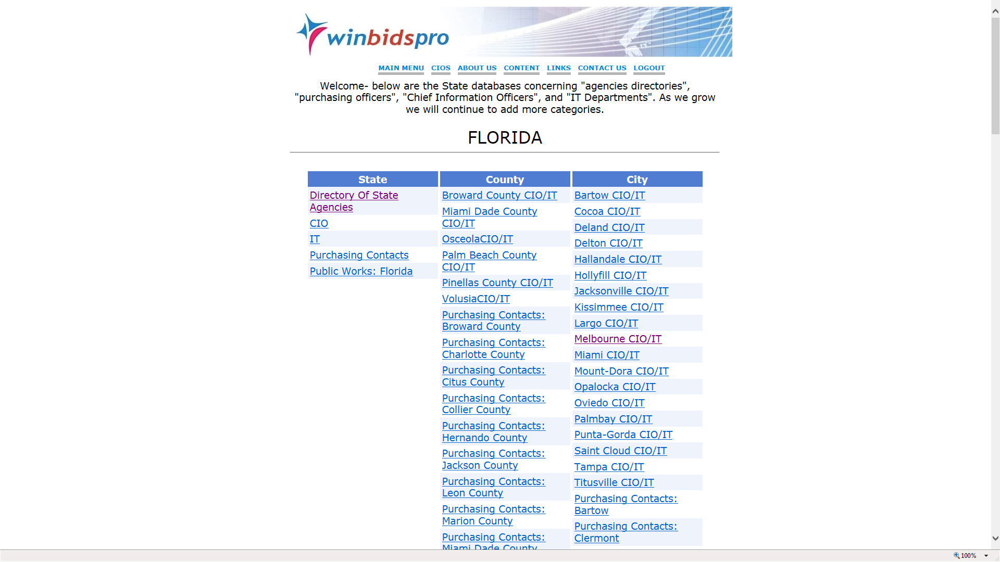 winbidspro
MAIN MENU CIOS ABOUT US CONTENT LINKS CONTACT US LOGOUT
Welcome- below are the State databases concerning "agencies directories",
"purchasing officers", "Chief Information Officers", and "IT Departments". As we grow
we will continue to add more categories.
FLORIDA
State
Directory Of State
Agencies
CIO
IT
Purchasing Contacts
Public Works: Florida
County
Broward County CIO/IT
Miami Dade County
CIO/IT
OsceolaCIO/IT
Palm Beach County
CIO/IT
Pinellas County CIO/IT
VolusiaCIO/IT
Purchasing Contacts:
Broward County
Purchasing Contacts:
Charlotte County
Purchasing Contacts:
Citus County
Purchasing Contacts:
Collier County
Purchasing Contacts:
Hernando County
Purchasing Contacts:
Jackson County
Purchasing Contacts:
Leon County
Purchasing Contacts:
Marion County
Purchasing Contacts:
Miami Dade County
City
Bartow CIO/IT
Cocoa CIO/IT
Deland CIO/IT
Delton CIO/IT
Hallandale CIO/IT
Hollyfill CIO/IT
Jacksonville CIO/IT
Kissimmee CIO/IT
Largo CIO/IT
Melbourne CIO/IT
Miami CIO/IT
Mount-Dora CIO/IT
Opalocka CIO/IT
Oviedo CIO/IT
Palmbay CIO/IT
Punta-Gorda CIO/IT
Saint Cloud CIO/IT
Tampa CIO/IT
Titusville CIO/IT
Purchasing Contacts:
Bartow
Purchasing Contacts:
Clermont
100%